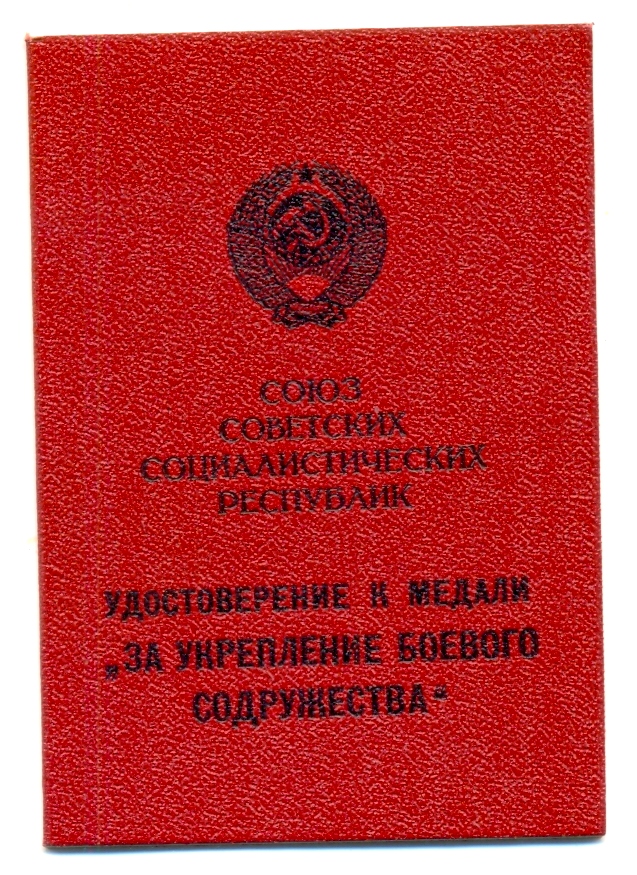 СОЮЗ
СОВЕТСКИХ
СОЦИАЛИСТИЧЕСКИХ
РЕСПУБЛИК
УДОСТОВЕРЕНИЕ К МЕДАЛИ
„ЗА УКРЕПЛЕНИЕ БОЕВОГО
СОДРУЖЕСТВА“